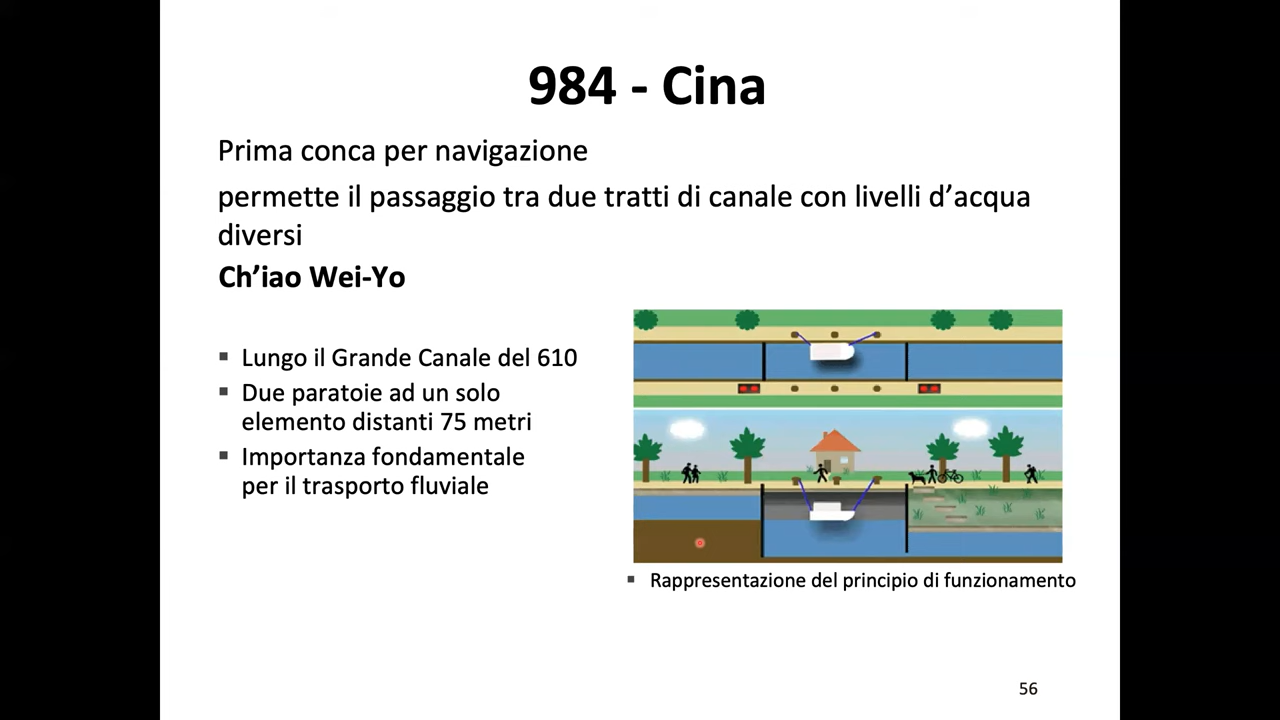 984 - Cina
Prima conca per navigazione
permette il passaggio tra due tratti di canale con livelli d’acqua
diversi
Ch’iao Wei-Yo
▪ Lungo il Grande Canale del 610
▪ Due paratoie ad un solo
elemento distanti 75 metri
▪ Importanza fondamentale
per il trasporto fluviale
▪ Rappresentazione del principio di funzionamento
56